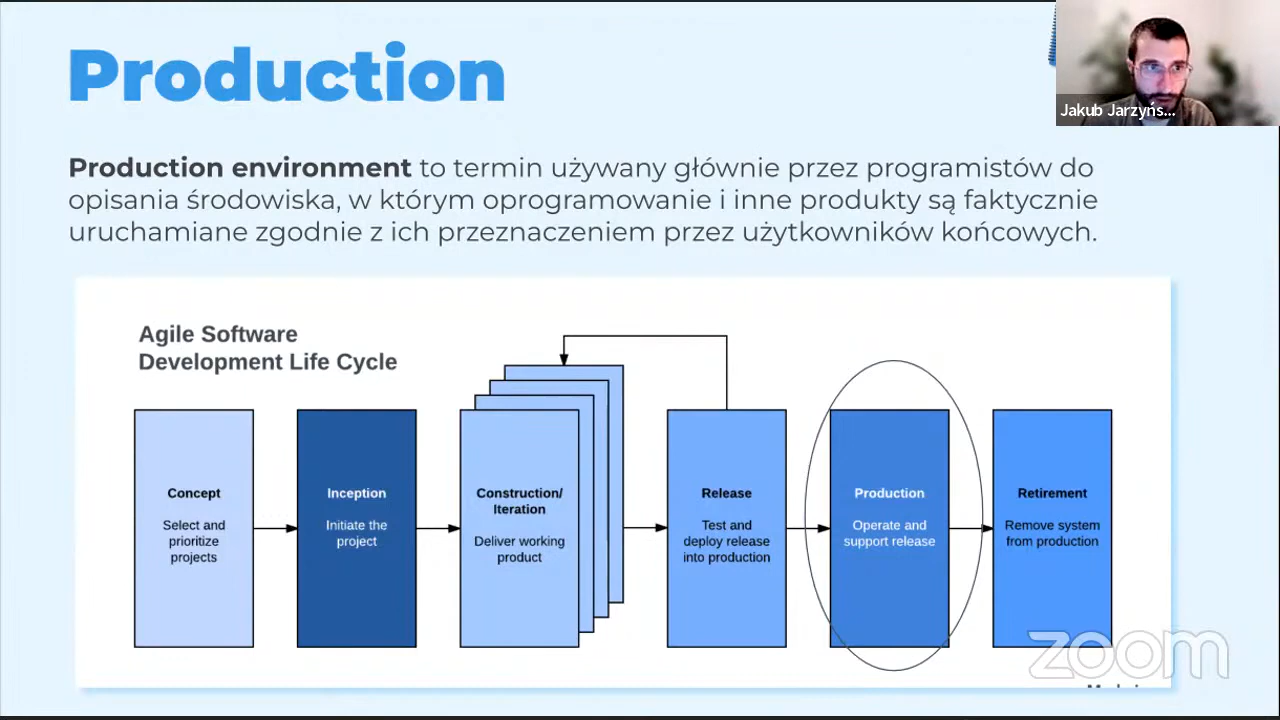 Production
Jakub Jarzyńs...
Production environment to termin używany głównie przez programistów do
opisania środowiska, w którym oprogramowanie i inne produkty są faktycznie
uruchamiane zgodnie z ich przeznaczeniem przez użytkowników końcowych.
Agile Software
Development Life Cycle
Concept
Select and
prioritize
projects
Inception
Initiate the
project
Construction/
Iteration
Deliver working
product
Release
Test and
deploy release
into production
Production
Operate and
support release
Retirement
Remove system
from production
zoom